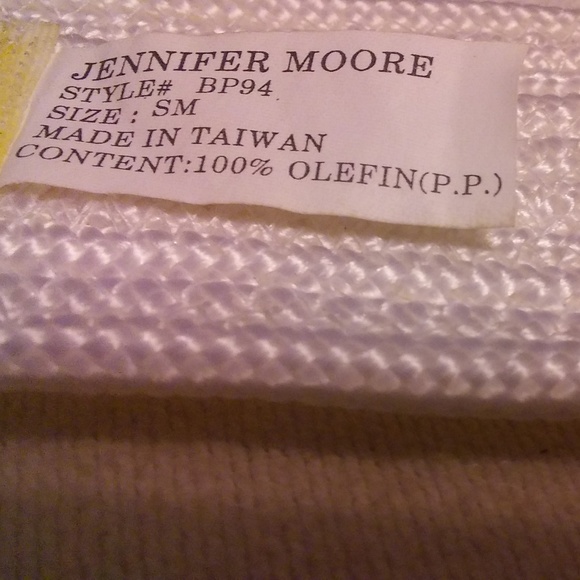 JENNIFER MOORE
STYLE# BP94
SIZE: SM
MADE IN TAIWAN
CONTENT:100% OLEFIN(P.P.)